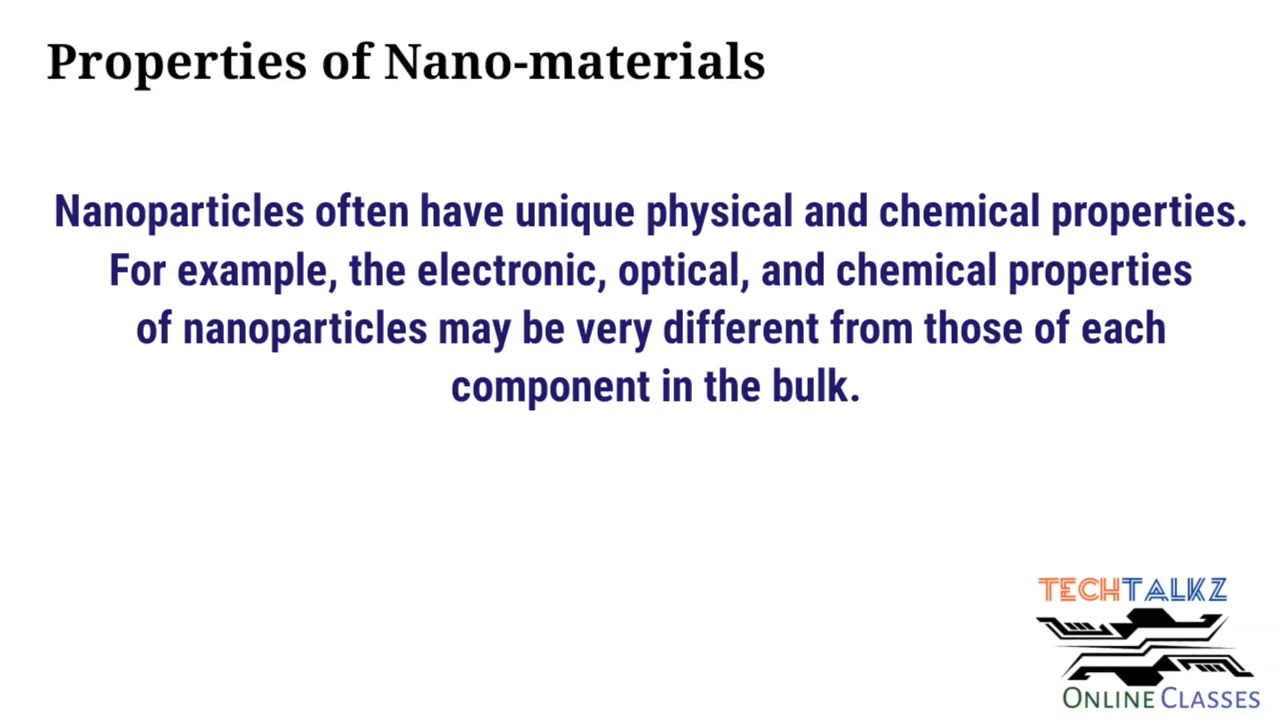 Properties of Nano-materials
Nanoparticles often have unique physical and chemical properties.
For example, the electronic, optical, and chemical properties
of nanoparticles may be very different from those of each
component in the bulk.
TECHTALKZ
ONLINE CLASSES